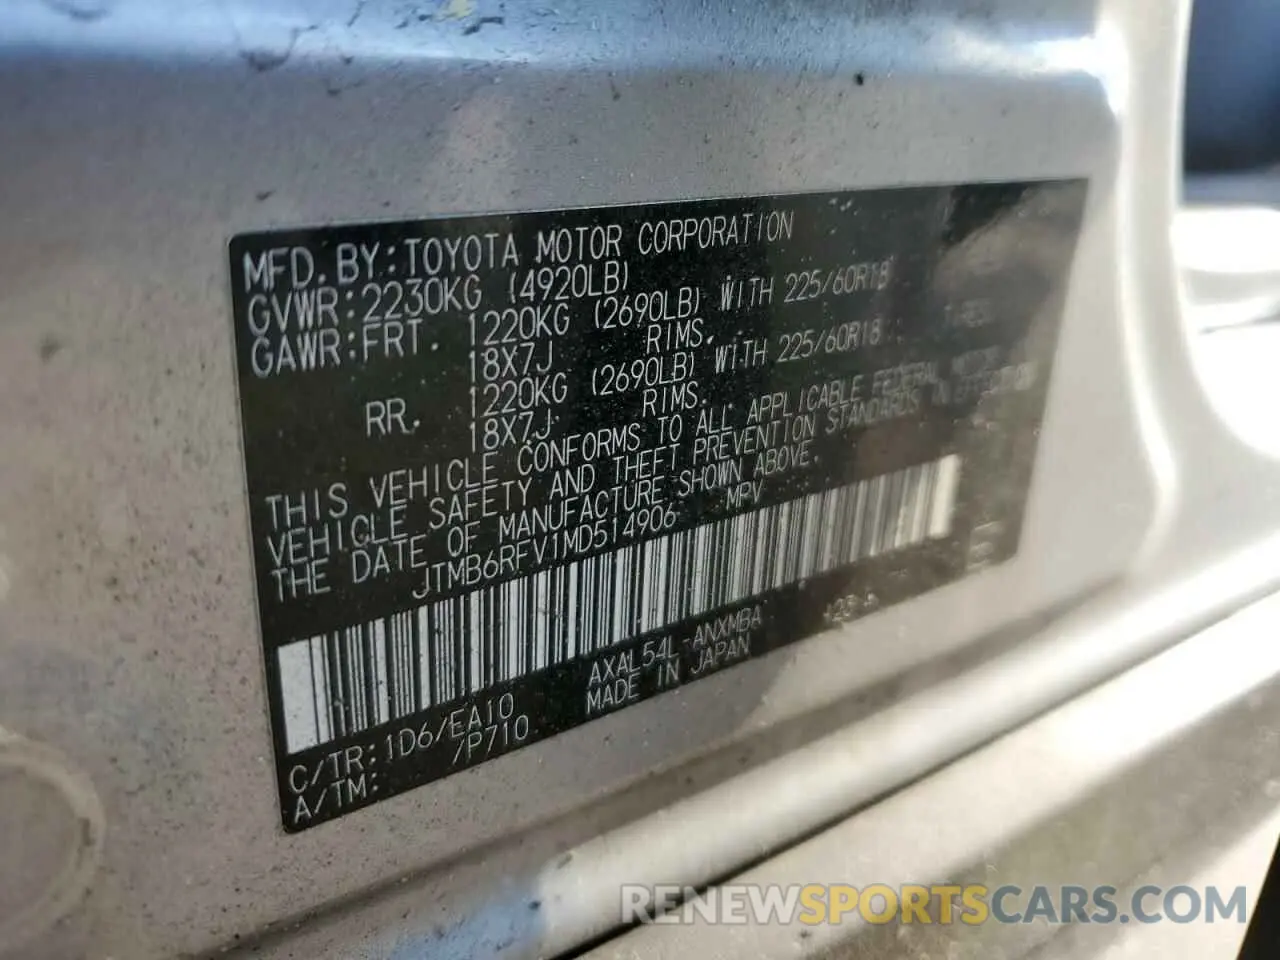 MFD. BY: TOYOTA MOTOR CORPORATION
GVWR: 2230KG (4920LB)
GAWR: FRT. 1220KG (2690LB) WITH 225/60R18
18X7J RIMS.
RR. 1220KG (2690LB) WITH 225/60R18
18X7J RIMS.
THIS VEHICLE CONFORMS TO ALL APPLICABLE FEDERAL MOTOR
VEHICLE SAFETY AND THEFT PREVENTION STANDARDS IN EFFECT ON
THE DATE OF MANUFACTURE SHOWN ABOVE.
JTMB6RFV1MD514906 MPV
C/TR: 1D6/EA10 AXAL54L-ANXMBA
A/TM: /P710 MADE IN JAPAN
RENEWSPORTSCARS.COM